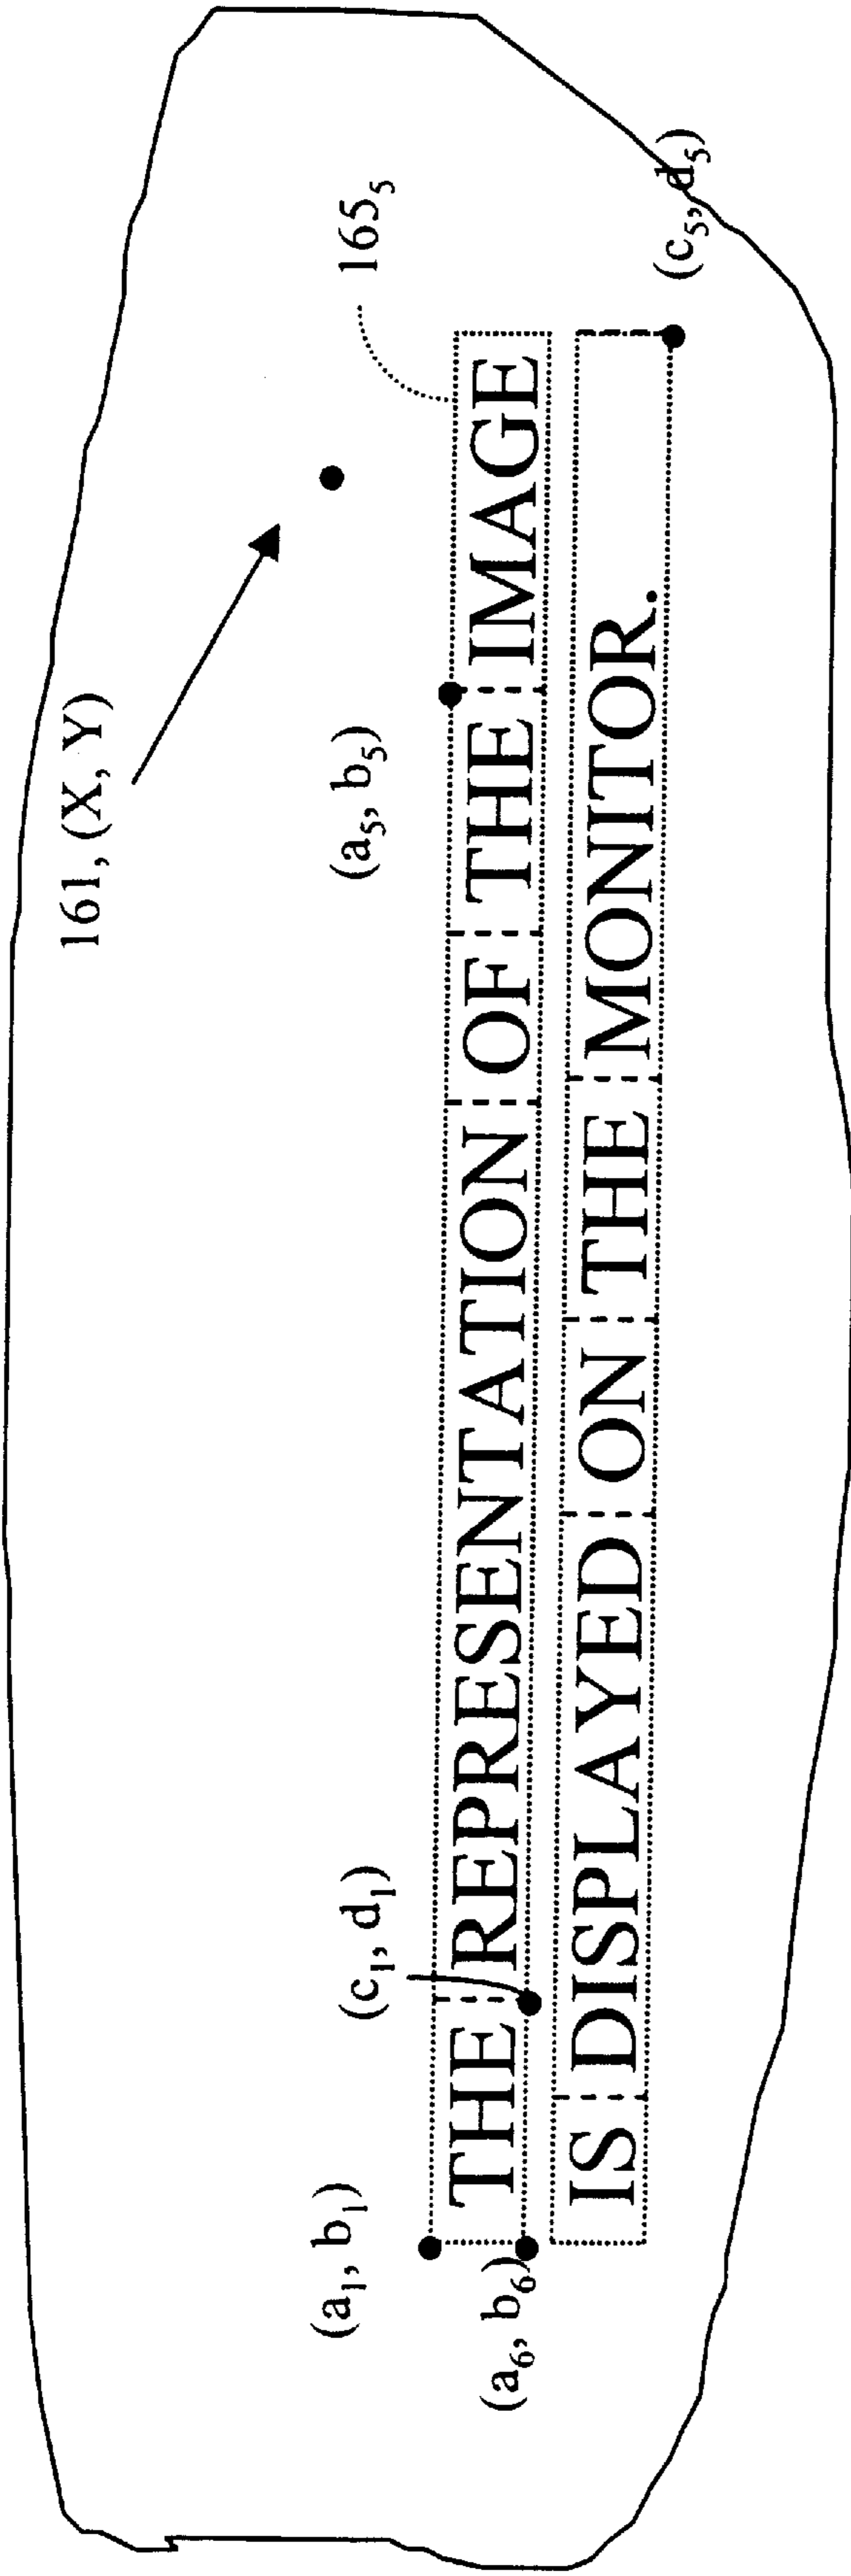 161, (X, Y)
(a₁, b₁)
(c₁, d₁)
(a₅, b₅)
165₅
THE REPRESENTATION OF THE IMAGE
(a₆, b₆)
IS DISPLAYED ON THE MONITOR.
(c₅, d₅)